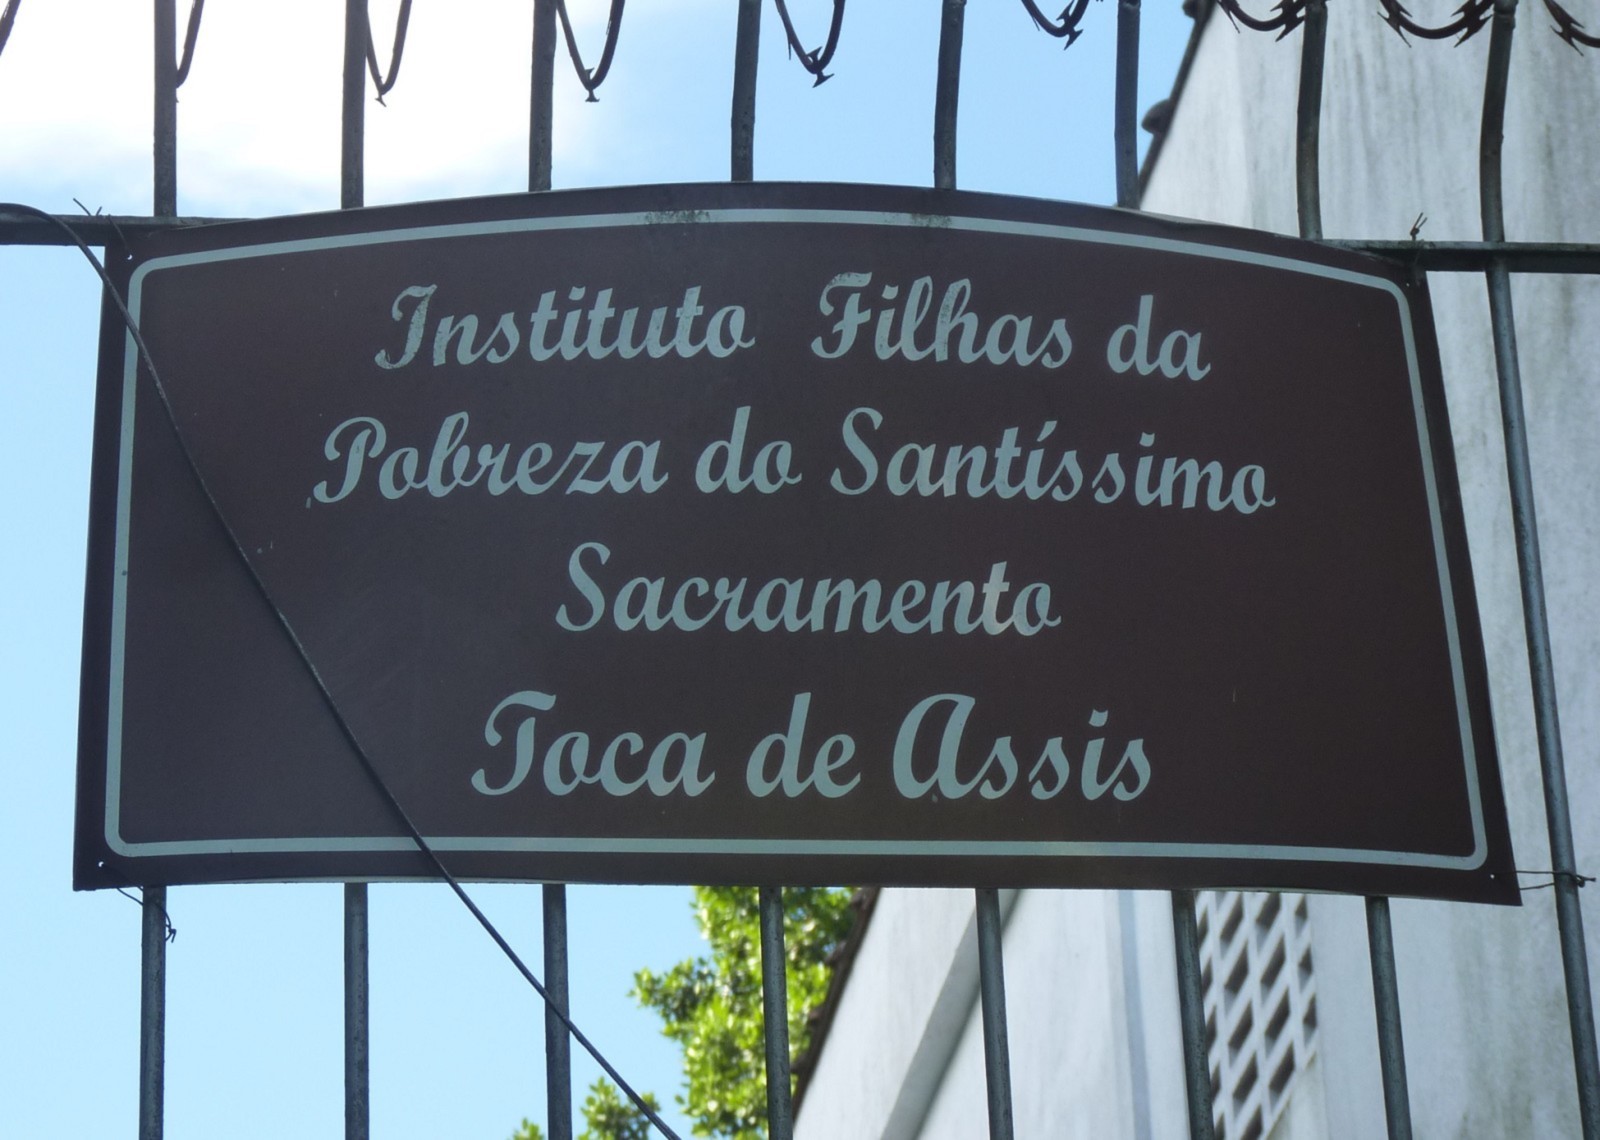 Instituto Filhas da
Pobreza do Santíssimo
Sacramento
Toca de Assis